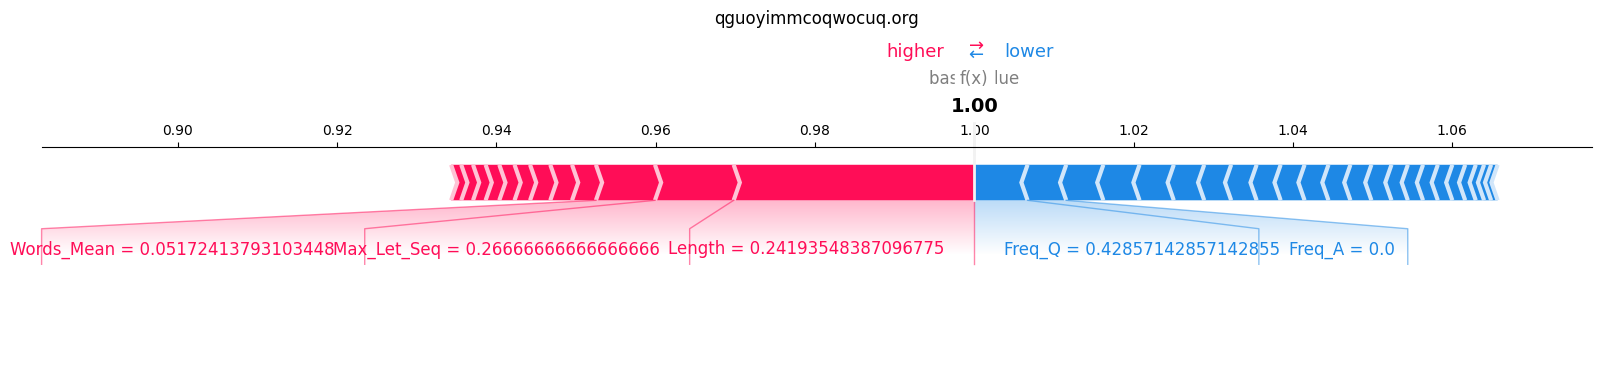 qguoyimmcoqwocuq.org
higher ⇄ lower
bas f(x) lue
1.00
0.90 0.92 0.94 0.96 0.98 1.00 1.02 1.04 1.06
Words_Mean = 0.05172413793103448 Max_Let_Seq = 0.26666666666666666 Length = 0.24193548387096775 Freq_Q = 0.42857142857142855 Freq_A = 0.0